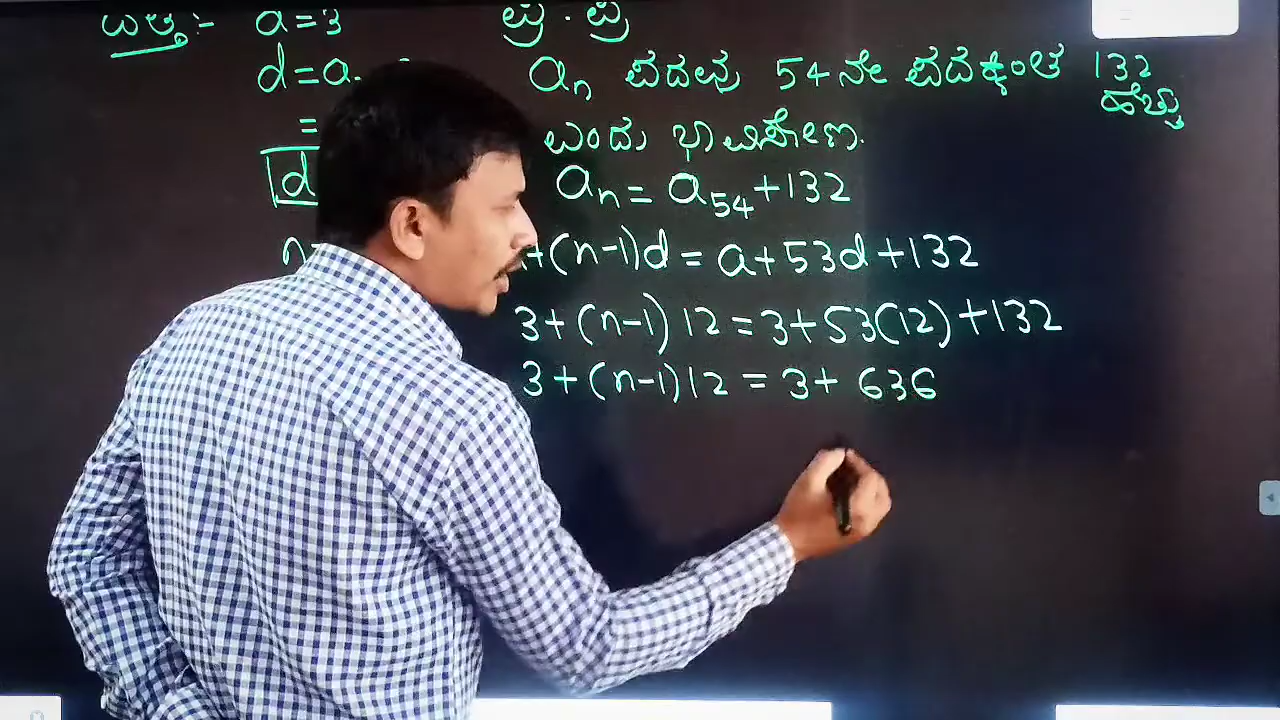 ದತ್ತ :- a=3
ಪ್ರ . ಪ್ರ
d=a
an ಪದವು 54ನೇ ಪದಕ್ಕಿಂತ 132
ಹೆಚ್ಚು
=
ಎಂದು ಭಾವಿಸೋಣ.
d
an = a54+132
n=
+(n-1)d = a+53d+132
3+(n-1)12=3+53(12)+132
3+(n-1)12 = 3+ 636